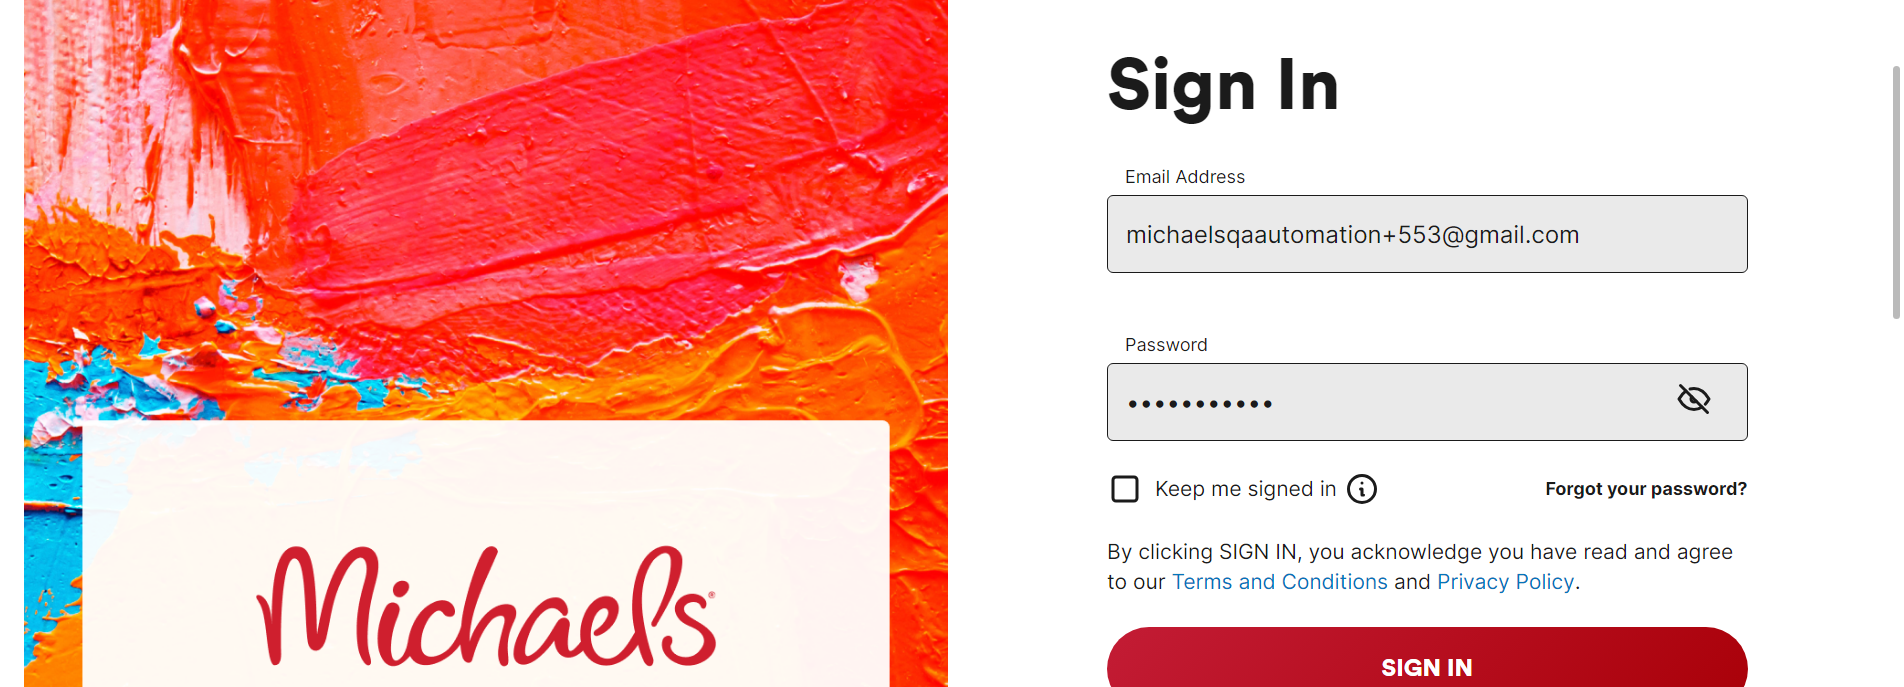 Sign In
Email Address
michaelsqaautomation+553@gmail.com
Password
•••••••••••
Keep me signed in
Forgot your password?
By clicking SIGN IN, you acknowledge you have read and agree
to our Terms and Conditions and Privacy Policy.
Michaels®
SIGN IN